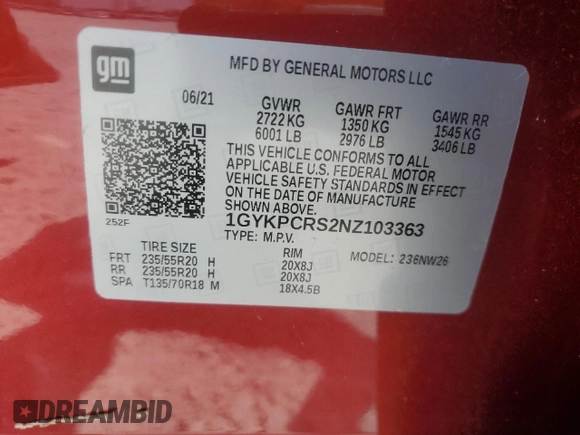 gm
MFD BY GENERAL MOTORS LLC
06/21
GVWR GAWR FRT GAWR RR
2722 KG 1350 KG 1545 KG
6001 LB 2976 LB 3406 LB
THIS VEHICLE CONFORMS TO ALL
APPLICABLE U.S. FEDERAL MOTOR
VEHICLE SAFETY STANDARDS IN EFFECT
ON THE DATE OF MANUFACTURE
SHOWN ABOVE.
252F
1GYKPCRS2NZ103363
TYPE: M.P.V.
TIRE SIZE RIM MODEL: 236NW26
FRT 235/55R20 H 20X8J
RR 235/55R20 H 20X8J
SPA T135/70R18 M 18X4.5B
DREAMBID